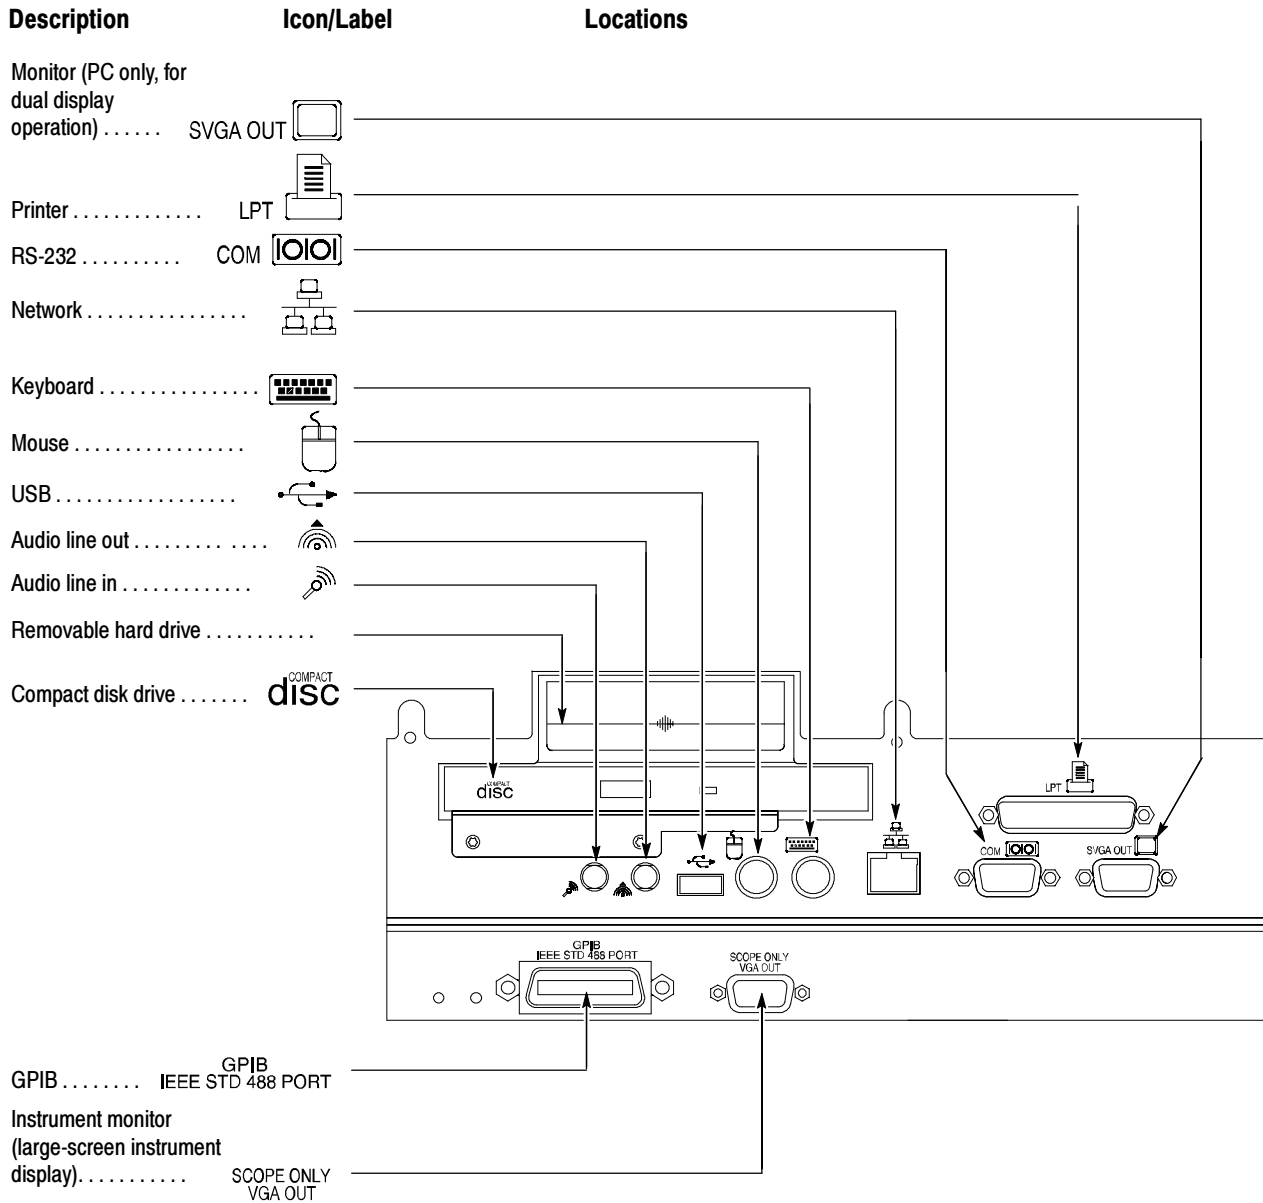 Description Icon/Label Locations
Monitor (PC only, for
dual display
operation) . . . . . . SVGA OUT
Printer . . . . . . . . . . . . . LPT
RS-232 . . . . . . . . . . COM IOIOI
Network . . . . . . . . . . . . . . . .
Keyboard . . . . . . . . . . . . . . . .
Mouse . . . . . . . . . . . . . . . . .
USB . . . . . . . . . . . . . . . . . .
Audio line out . . . . . . . . . . . . .
Audio line in . . . . . . . . . . . . .
Removable hard drive . . . . . . . . . . .
Compact disk drive . . . . . . . COMPACT
disc
COMPACT
disc
LPT
COM IOIOI
SVGA OUT
GPIB
IEEE STD 488 PORT
SCOPE ONLY
VGA OUT
GPIB . . . . . . . . GPIB
IEEE STD 488 PORT
Instrument monitor
(large-screen instrument
display). . . . . . . . . . . SCOPE ONLY
VGA OUT